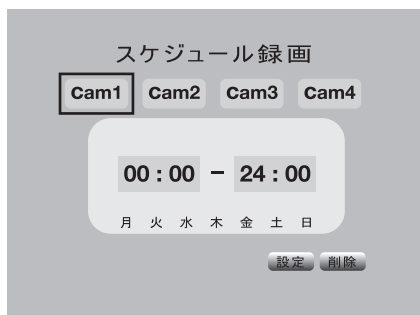 スケジュール録画
Cam1 Cam2 Cam3 Cam4
00 : 00 – 24 : 00
月 火 水 木 金 土 日
設定 削除